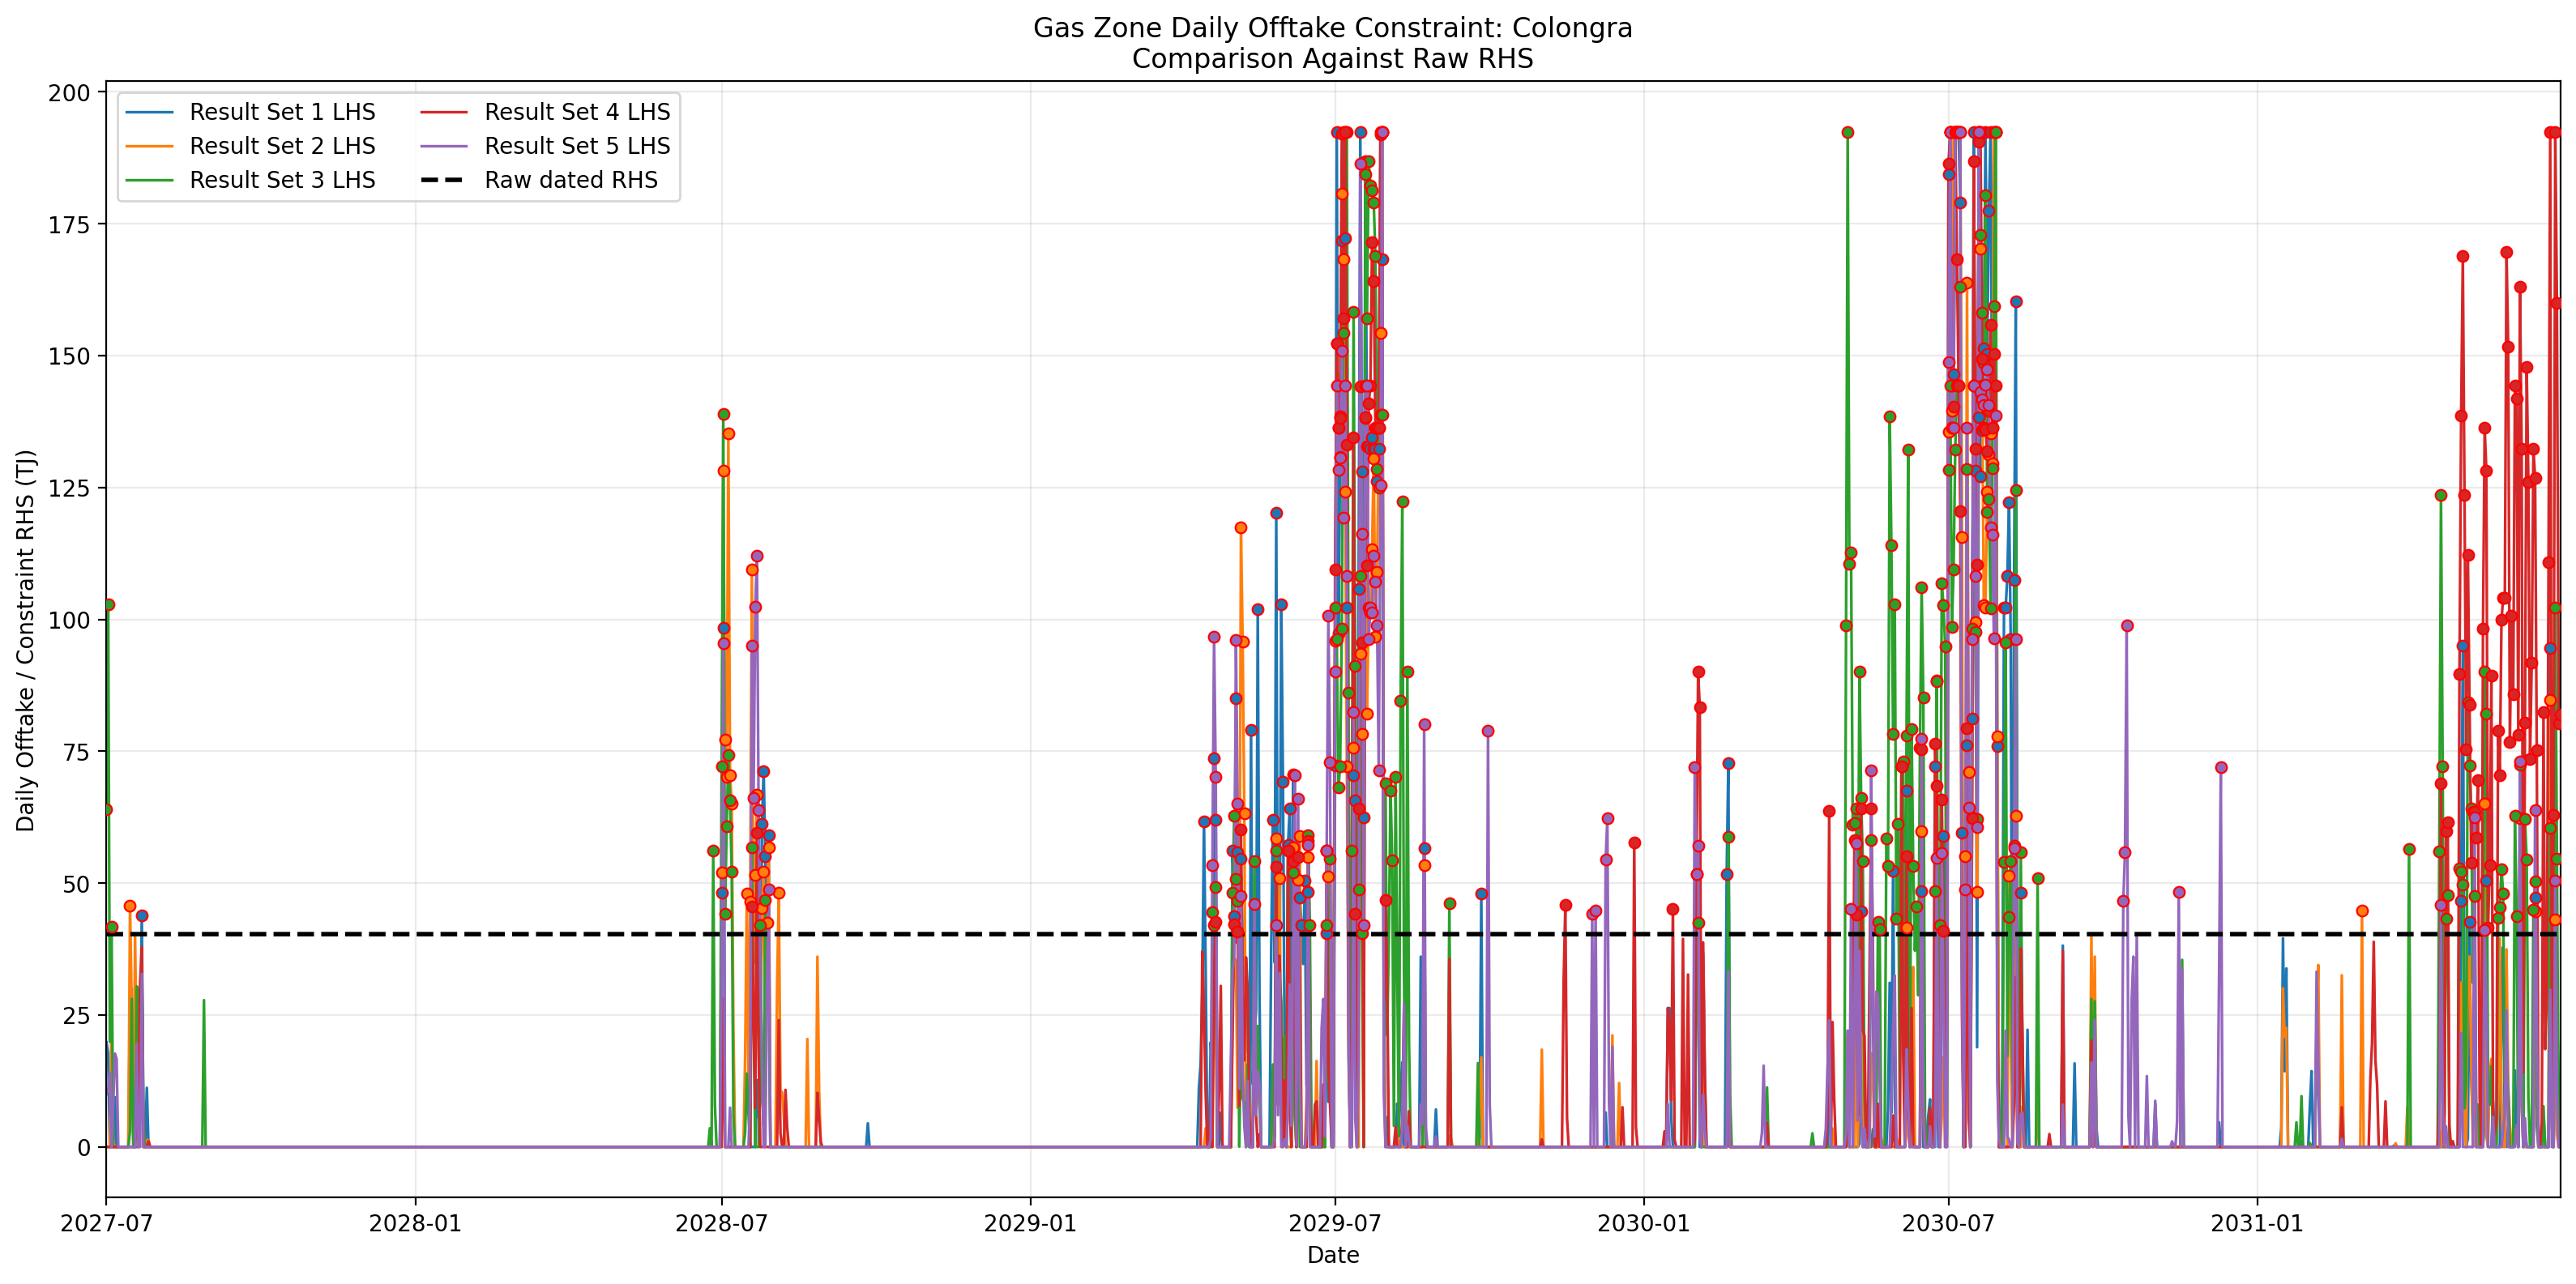 Gas Zone Daily Offtake Constraint: Colongra
Comparison Against Raw RHS
Daily Offtake / Constraint RHS (TJ)
200
175
150
125
100
75
50
25
0
Result Set 1 LHS
Result Set 2 LHS
Result Set 3 LHS
Result Set 4 LHS
Result Set 5 LHS
Raw dated RHS
2027-07
2028-01
2028-07
2029-01
2029-07
2030-01
2030-07
2031-01
Date